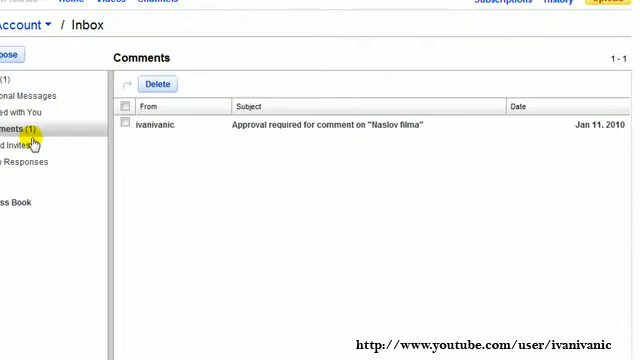 Home Videos Channels Subscriptions History Upload
Account / Inbox
pose
Comments
1 - 1
(1)
Delete
onal Messages
From Subject Date
ed with You
ments (1)
ivanivanic Approval required for comment on "Naslov filma" Jan 11, 2010
d Invites
o Responses
ss Book
http://www.youtube.com/user/ivanivanic